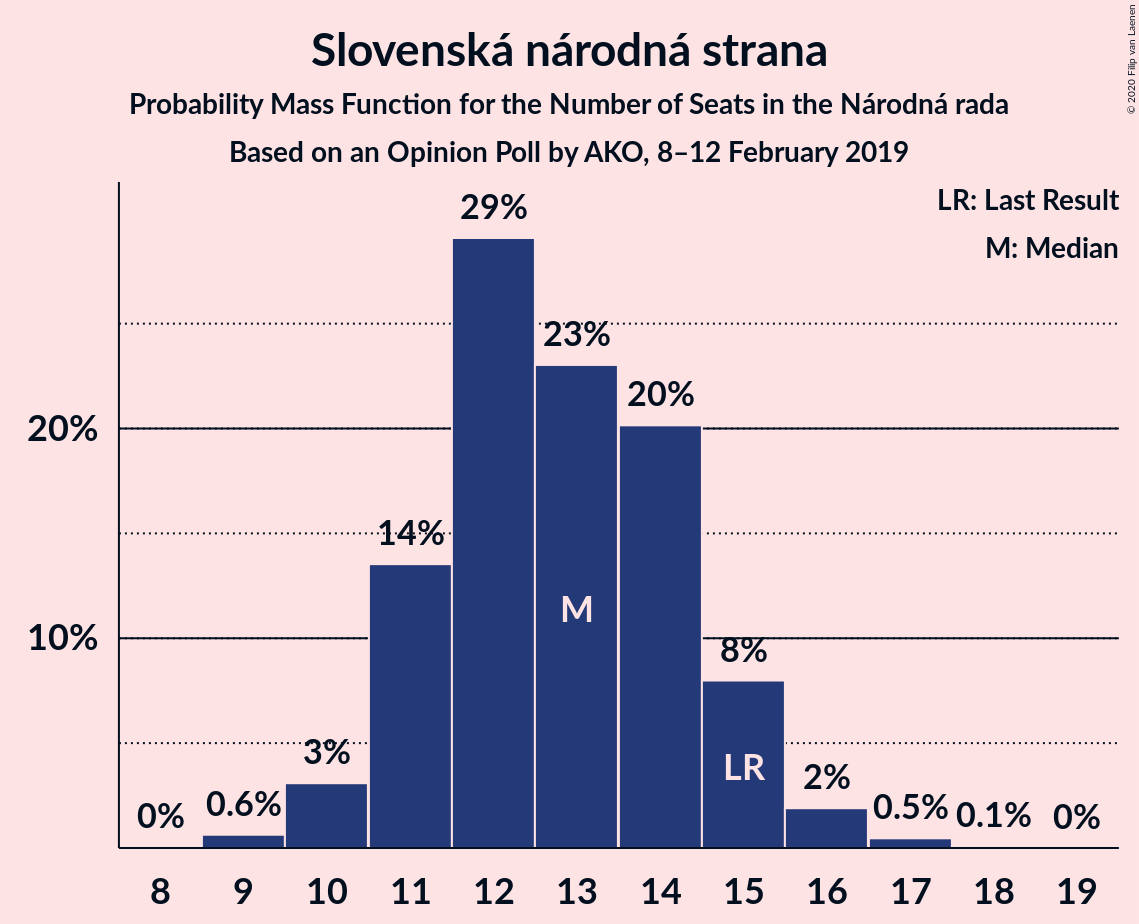 Slovenská národná strana
Probability Mass Function for the Number of Seats in the Národná rada
Based on an Opinion Poll by AKO, 8–12 February 2019
© 2020 Filip van Laenen
LR: Last Result
M: Median
29%
23%
20%
20%
14%
M
10%
8%
LR
3%
2%
0%
0.6%
0.5%
0.1%
0%
8 9 10 11 12 13 14 15 16 17 18 19